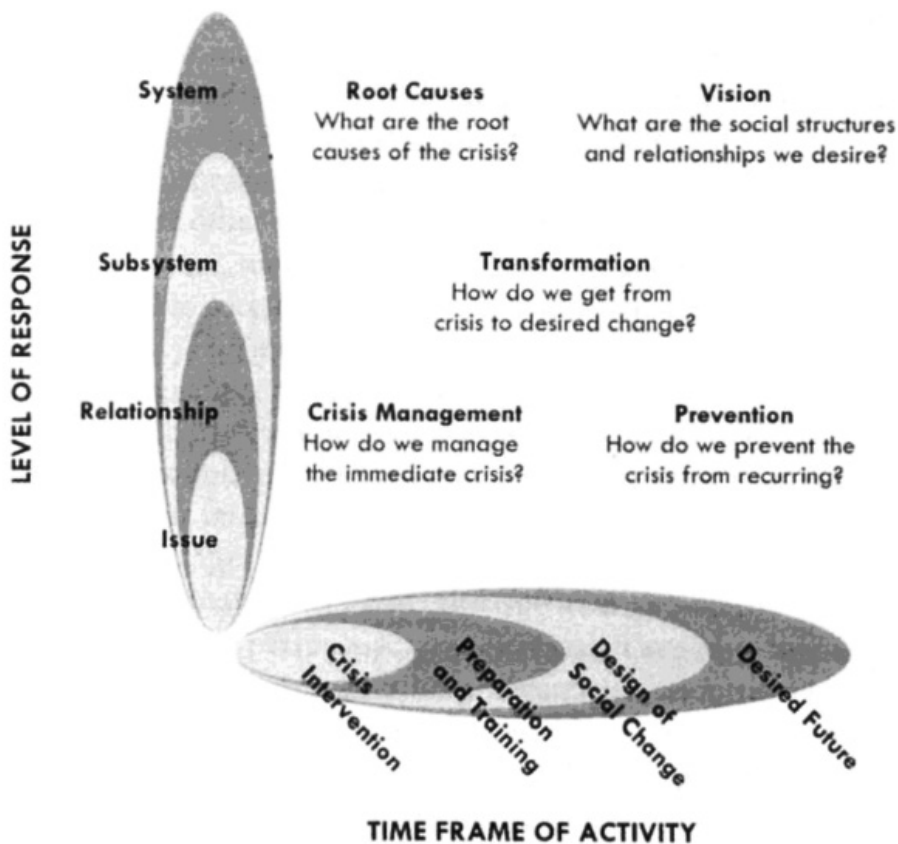 LEVEL OF RESPONSE
System
Root Causes
What are the root
causes of the crisis?
Vision
What are the social structures
and relationships we desire?
Subsystem
Transformation
How do we get from
crisis to desired change?
Relationship
Crisis Management
How do we manage
the immediate crisis?
Prevention
How do we prevent the
crisis from recurring?
Issue
Crisis
Intervention
Preparation
and Training
Design of
Social Change
Desired Future
TIME FRAME OF ACTIVITY